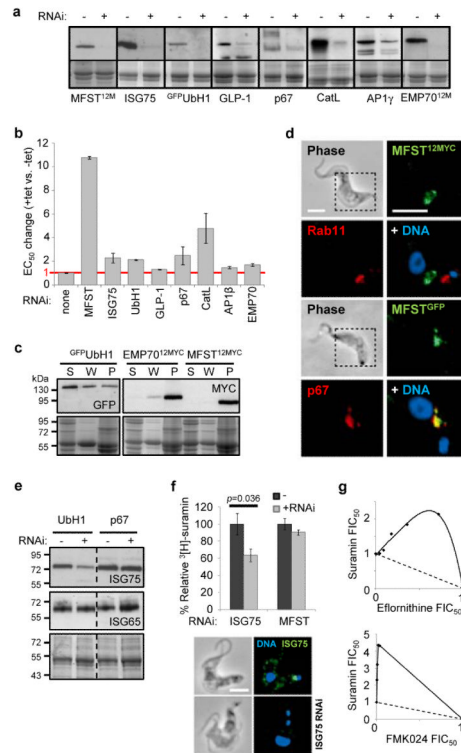 a
RNAi: - + - + - + - + - + - + - + - +
MFST12M ISG75 GFPUbH1 GLP-1 p67 CatL AP1γ EMP7012M
b
EC50 change (+tet vs. -tet)
12
10
8
6
4
2
1
0
RNAi:
none MFST ISG75 UbH1 GLP-1 p67 CatL AP1β EMP70
c
GFPUbH1 EMP7012MYC MFST12MYC
S W P S W P S W P
kDa
130
95
GFP
MYC
95
72
55
d
Phase MFST12MYC
Rab11 + DNA
Phase MFSTGFP
p67 + DNA
e
UbH1 p67
RNAi: - + - +
72
55
ISG75
72
55
ISG65
95
72
55
43
f
p=0.036
-
+RNAi
% Relative 3[H]-suramin
120
100
80
60
40
20
0
RNAi: ISG75 MFST
DNA ISG75
ISG75 RNAi
g
Suramin FIC50
2
1
0
0 1
Eflornithine FIC50
Suramin FIC50
5
4
3
2
1
0
0 1
FMK024 FIC50